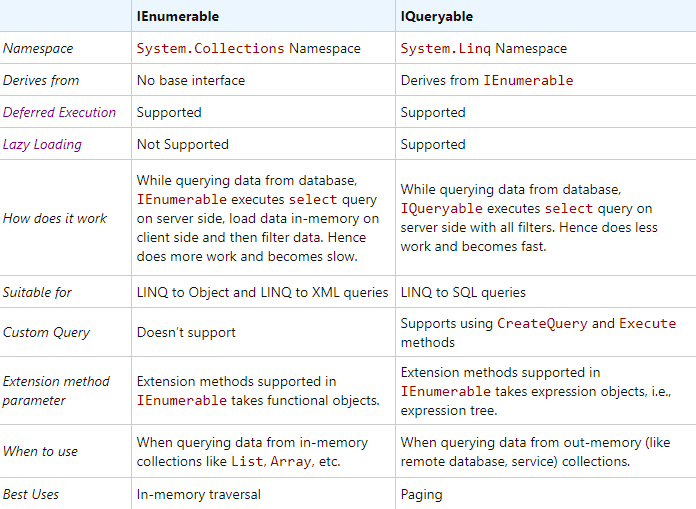 IEnumerable IQueryable
Namespace System.Collections Namespace System.Linq Namespace
Derives from No base interface Derives from IEnumerable
Deferred Execution Supported Supported
Lazy Loading Not Supported Supported
How does it work
While querying data from database,
IEnumerable executes select query
on server side, load data in-memory on
client side and then filter data. Hence
does more work and becomes slow.
While querying data from database,
IQueryable executes select query on
server side with all filters. Hence does less
work and becomes fast.
Suitable for LINQ to Object and LINQ to XML queries LINQ to SQL queries
Custom Query Doesn't support
Supports using CreateQuery and Execute
methods
Extension method
parameter
Extension methods supported in
IEnumerable takes functional objects.
Extension methods supported in
IEnumerable takes expression objects, i.e.,
expression tree.
When to use
When querying data from in-memory
collections like List, Array, etc.
When querying data from out-memory (like
remote database, service) collections.
Best Uses In-memory traversal Paging